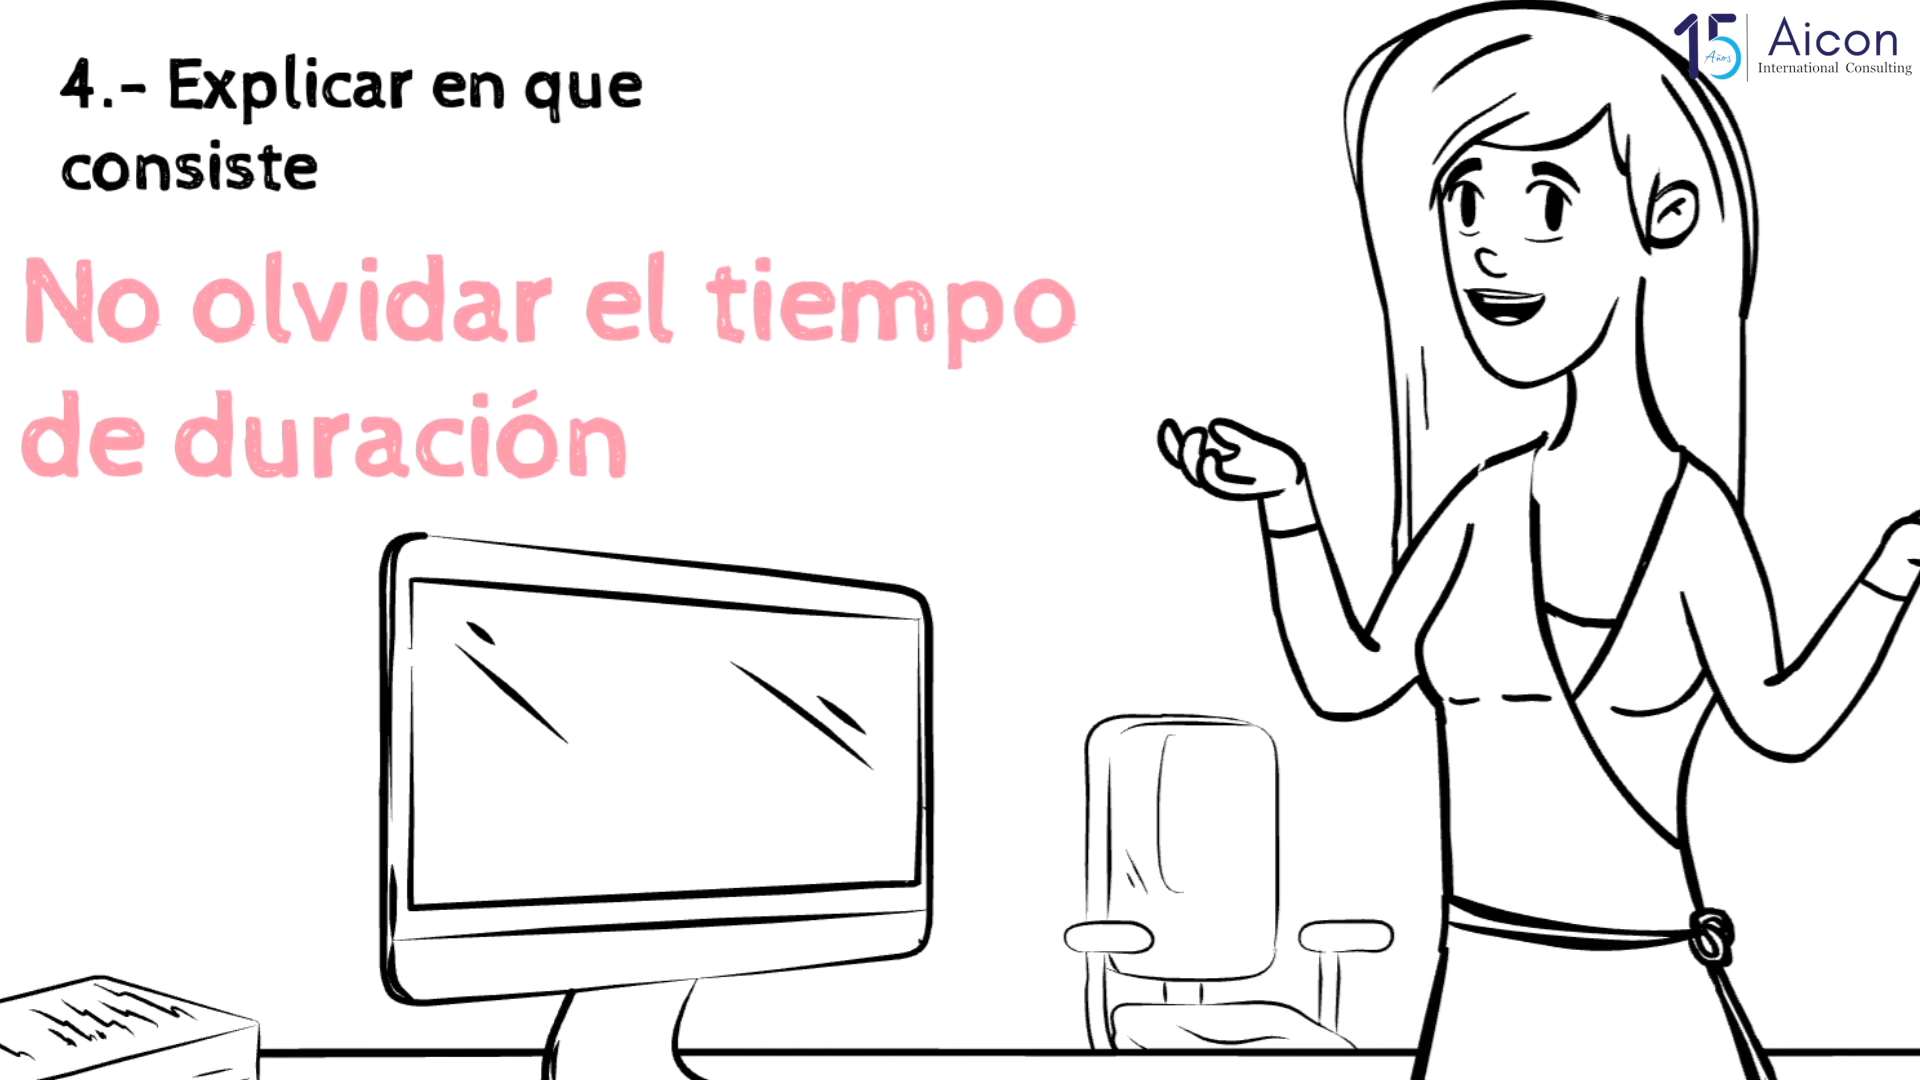 4.- Explicar en que
consiste
No olvidar el tiempo
de duración
15 Años
Aicon
International Consulting